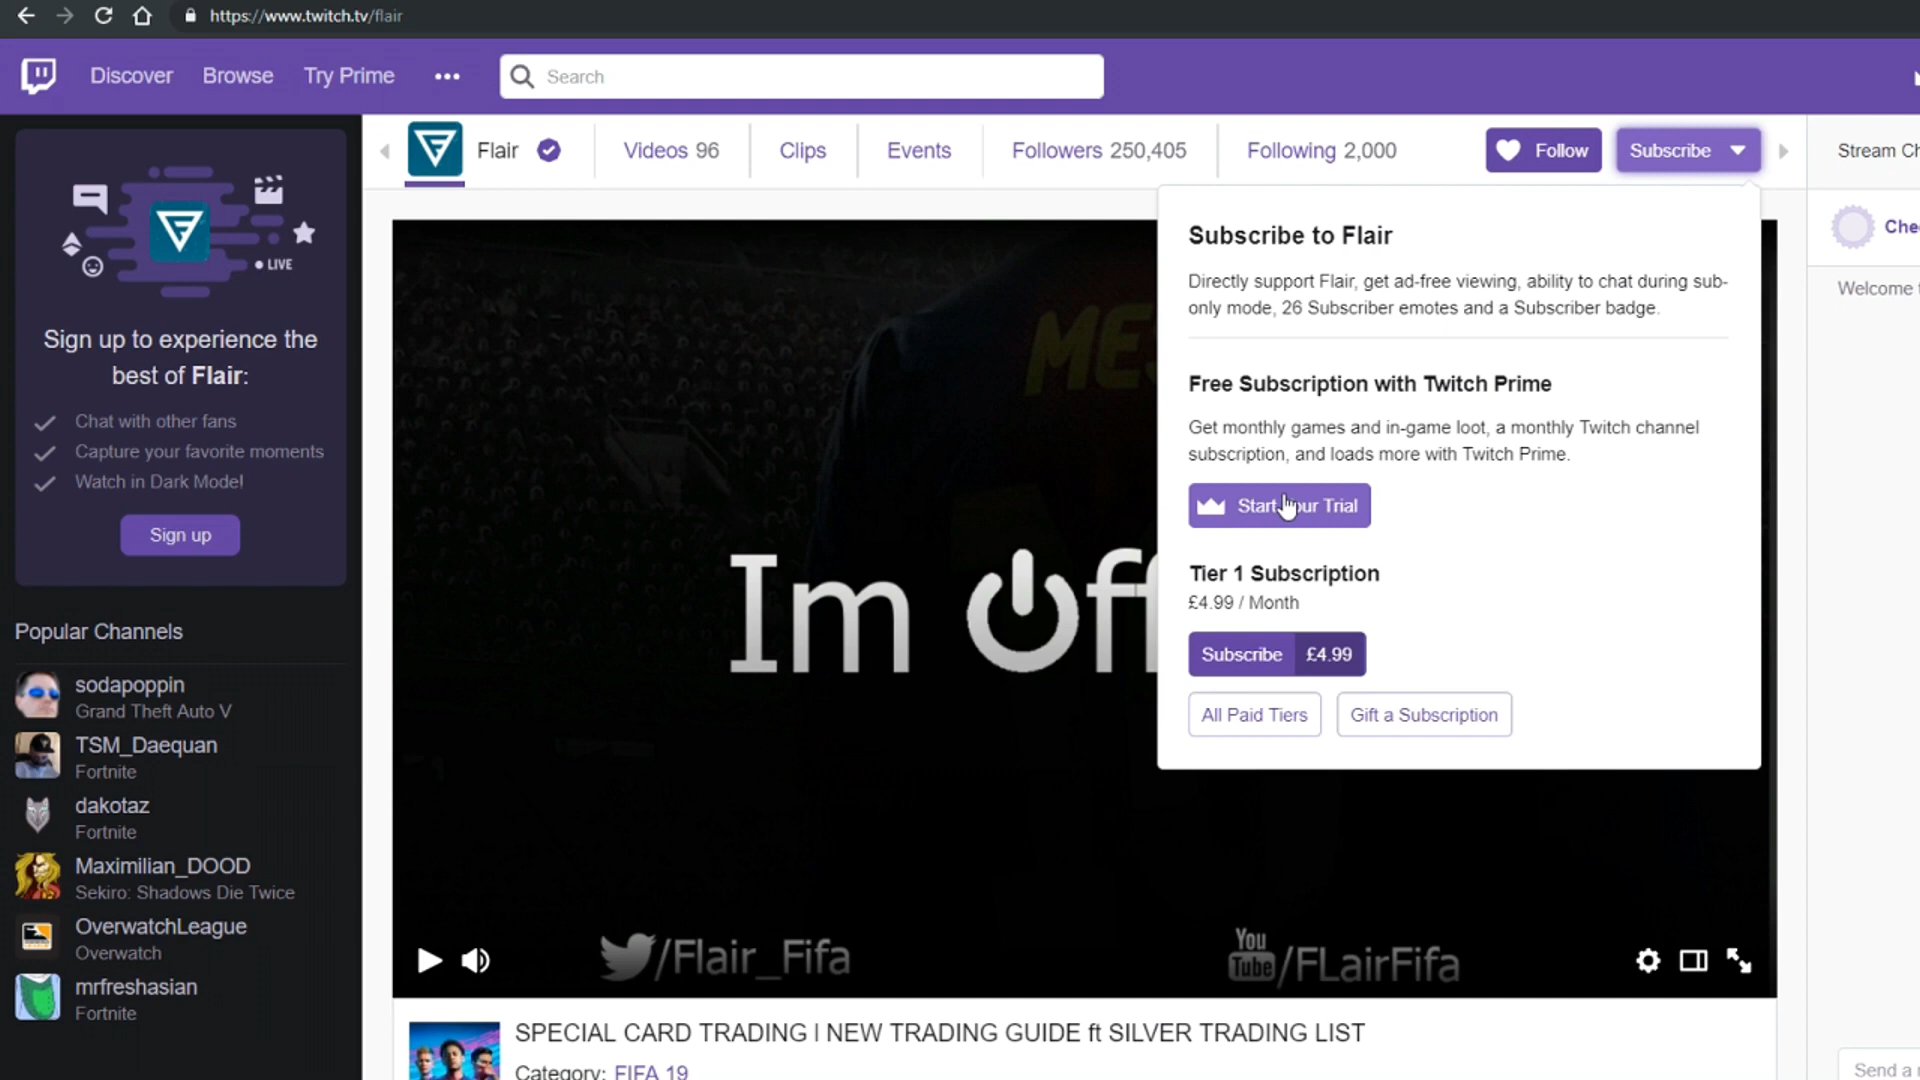 https://www.twitch.tv/flair
Discover
Browse
Try Prime
Search
Flair
Videos 96
Clips
Events
Followers 250,405
Following 2,000
Follow
Subscribe
Stream
LIVE
Sign up to experience the
best of Flair:
Chat with other fans
Capture your favorite moments
Watch in Dark Mode!
Sign up
Popular Channels
sodapoppin
Grand Theft Auto V
TSM_Daequan
Fortnite
dakotaz
Fortnite
Maximilian_DOOD
Sekiro: Shadows Die Twice
OverwatchLeague
Overwatch
mrfreshasian
Fortnite
Im Off
/Flair_Fifa
You
Tube /FLairFifa
Subscribe to Flair
Directly support Flair, get ad-free viewing, ability to chat during sub-
only mode, 26 Subscriber emotes and a Subscriber badge.
Free Subscription with Twitch Prime
Get monthly games and in-game loot, a monthly Twitch channel
subscription, and loads more with Twitch Prime.
Start your Trial
Tier 1 Subscription
£4.99 / Month
Subscribe £4.99
All Paid Tiers
Gift a Subscription
SPECIAL CARD TRADING l NEW TRADING GUIDE ft SILVER TRADING LIST
Category: FIFA 19
Welcome
Send a